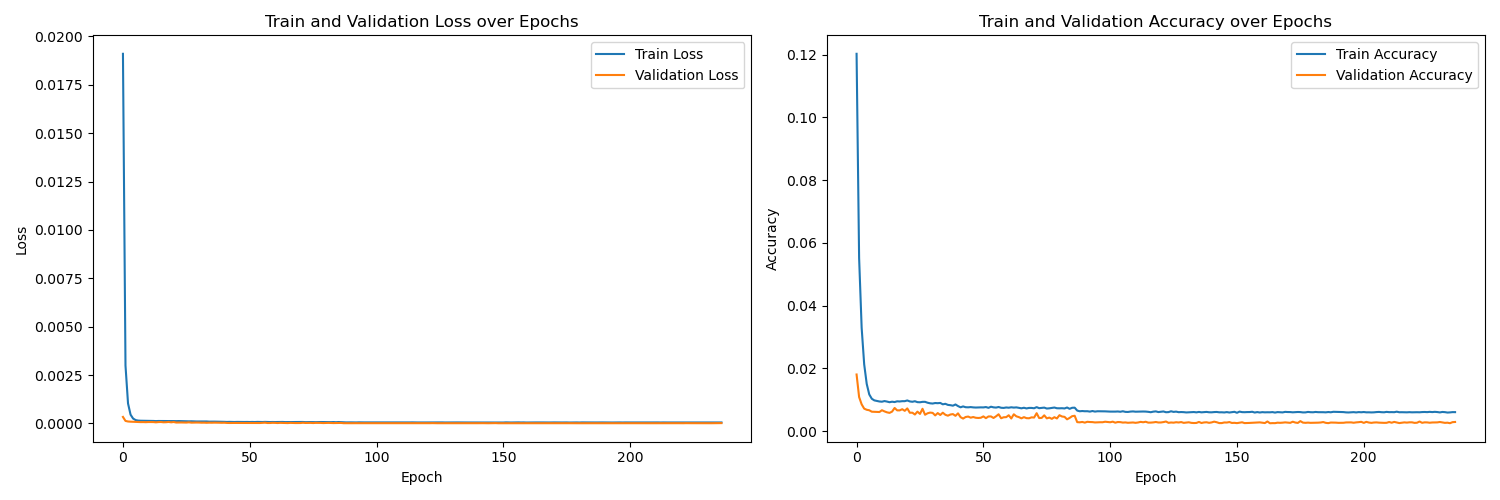 Train and Validation Loss over Epochs
Train Loss
Validation Loss
0.0200
0.0175
0.0150
0.0125
0.0100
0.0075
0.0050
0.0025
0.0000
Loss
0 50 100 150 200
Epoch
Train and Validation Accuracy over Epochs
Train Accuracy
Validation Accuracy
0.12
0.10
0.08
0.06
0.04
0.02
0.00
Accuracy
0 50 100 150 200
Epoch